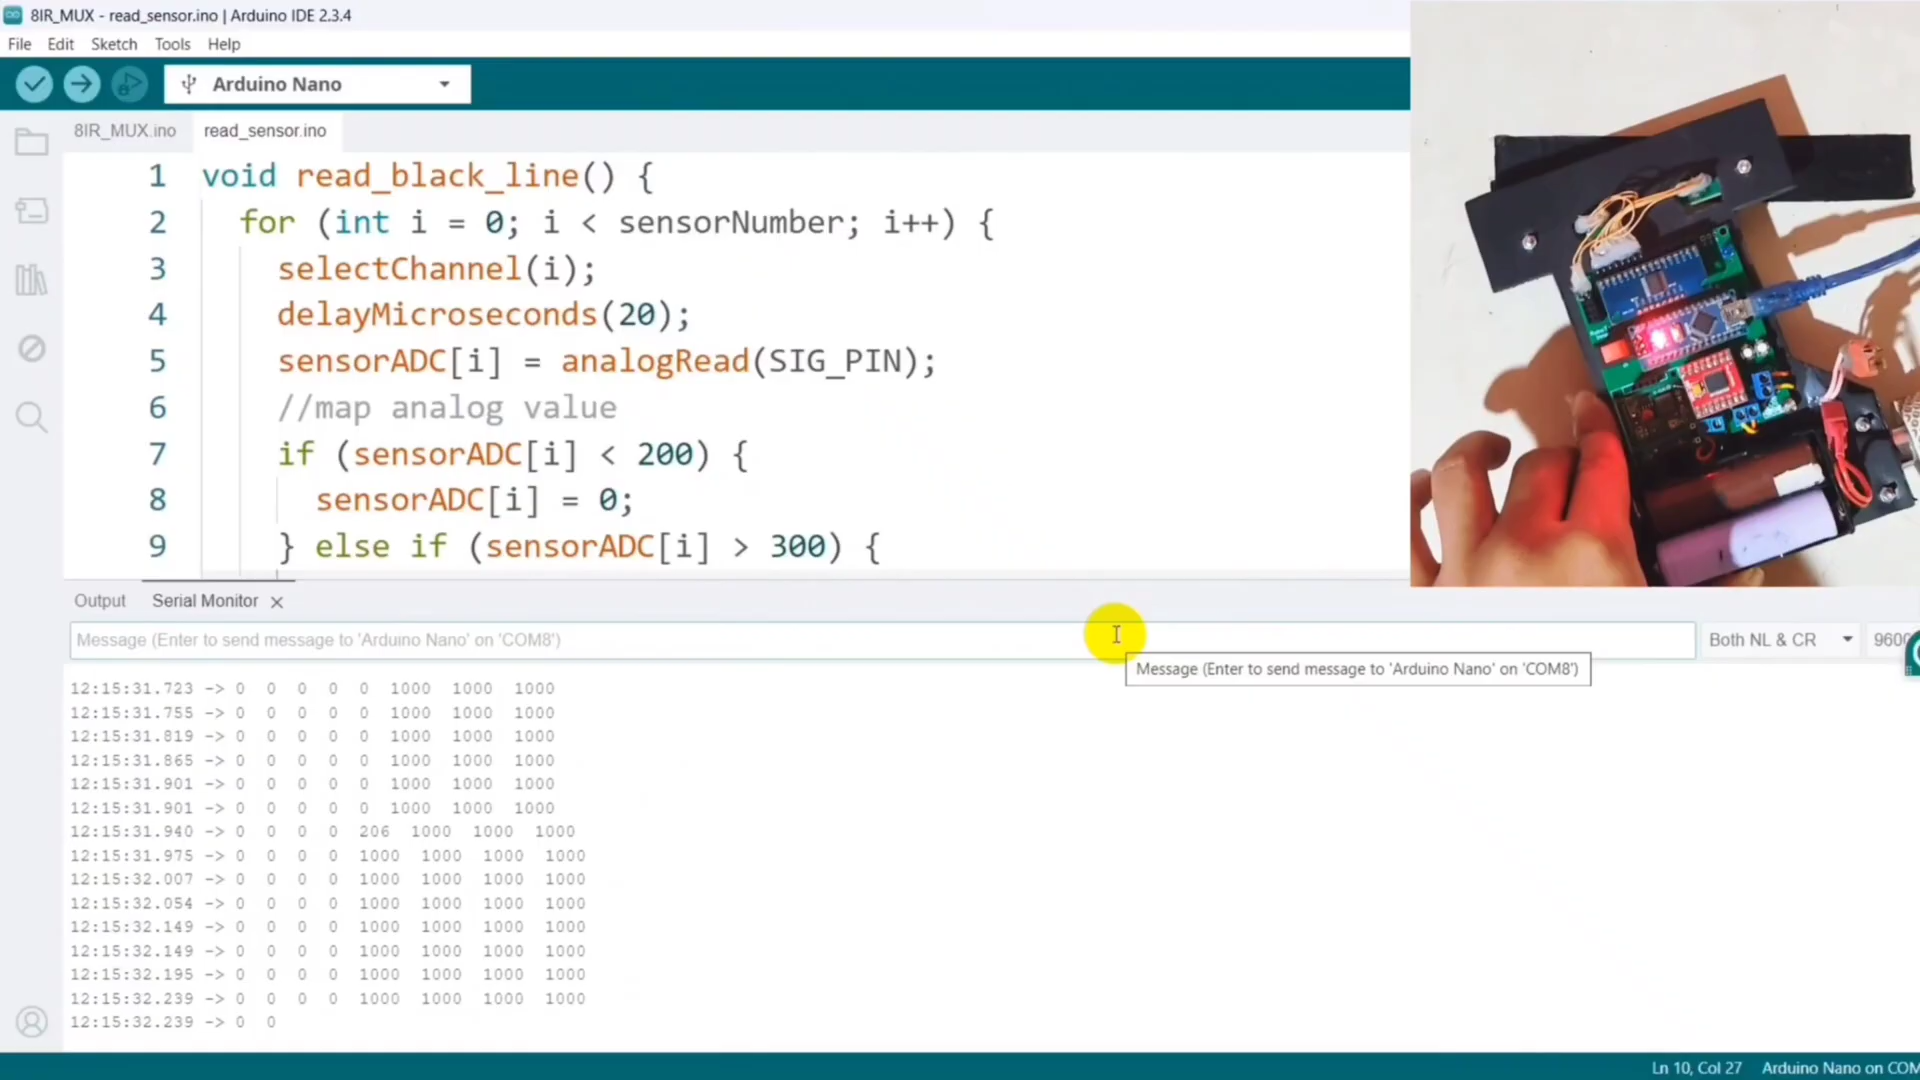 8IR_MUX - read_sensor.ino | Arduino IDE 2.3.4
File Edit Sketch Tools Help
Arduino Nano
8IR_MUX.ino read_sensor.ino
1 void read_black_line() {
2 for (int i = 0; i < sensorNumber; i++) {
3 selectChannel(i);
4 delayMicroseconds(20);
5 sensorADC[i] = analogRead(SIG_PIN);
6 //map analog value
7 if (sensorADC[i] < 200) {
8 sensorADC[i] = 0;
9 } else if (sensorADC[i] > 300) {
Output Serial Monitor
Message (Enter to send message to 'Arduino Nano' on 'COM8') Both NL & CR 960
Message (Enter to send message to 'Arduino Nano' on 'COM8')
12:15:31.723 -> 0 0 0 0 0 1000 1000 1000
12:15:31.755 -> 0 0 0 0 0 1000 1000 1000
12:15:31.819 -> 0 0 0 0 0 1000 1000 1000
12:15:31.865 -> 0 0 0 0 0 1000 1000 1000
12:15:31.901 -> 0 0 0 0 0 1000 1000 1000
12:15:31.901 -> 0 0 0 0 0 1000 1000 1000
12:15:31.940 -> 0 0 0 0 206 1000 1000 1000
12:15:31.975 -> 0 0 0 0 1000 1000 1000 1000
12:15:32.007 -> 0 0 0 0 1000 1000 1000 1000
12:15:32.054 -> 0 0 0 0 1000 1000 1000 1000
12:15:32.149 -> 0 0 0 0 1000 1000 1000 1000
12:15:32.149 -> 0 0 0 0 1000 1000 1000 1000
12:15:32.195 -> 0 0 0 0 1000 1000 1000 1000
12:15:32.239 -> 0 0 0 0 1000 1000 1000 1000
12:15:32.239 -> 0 0
Ln 10, Col 27 Arduino Nano on COM